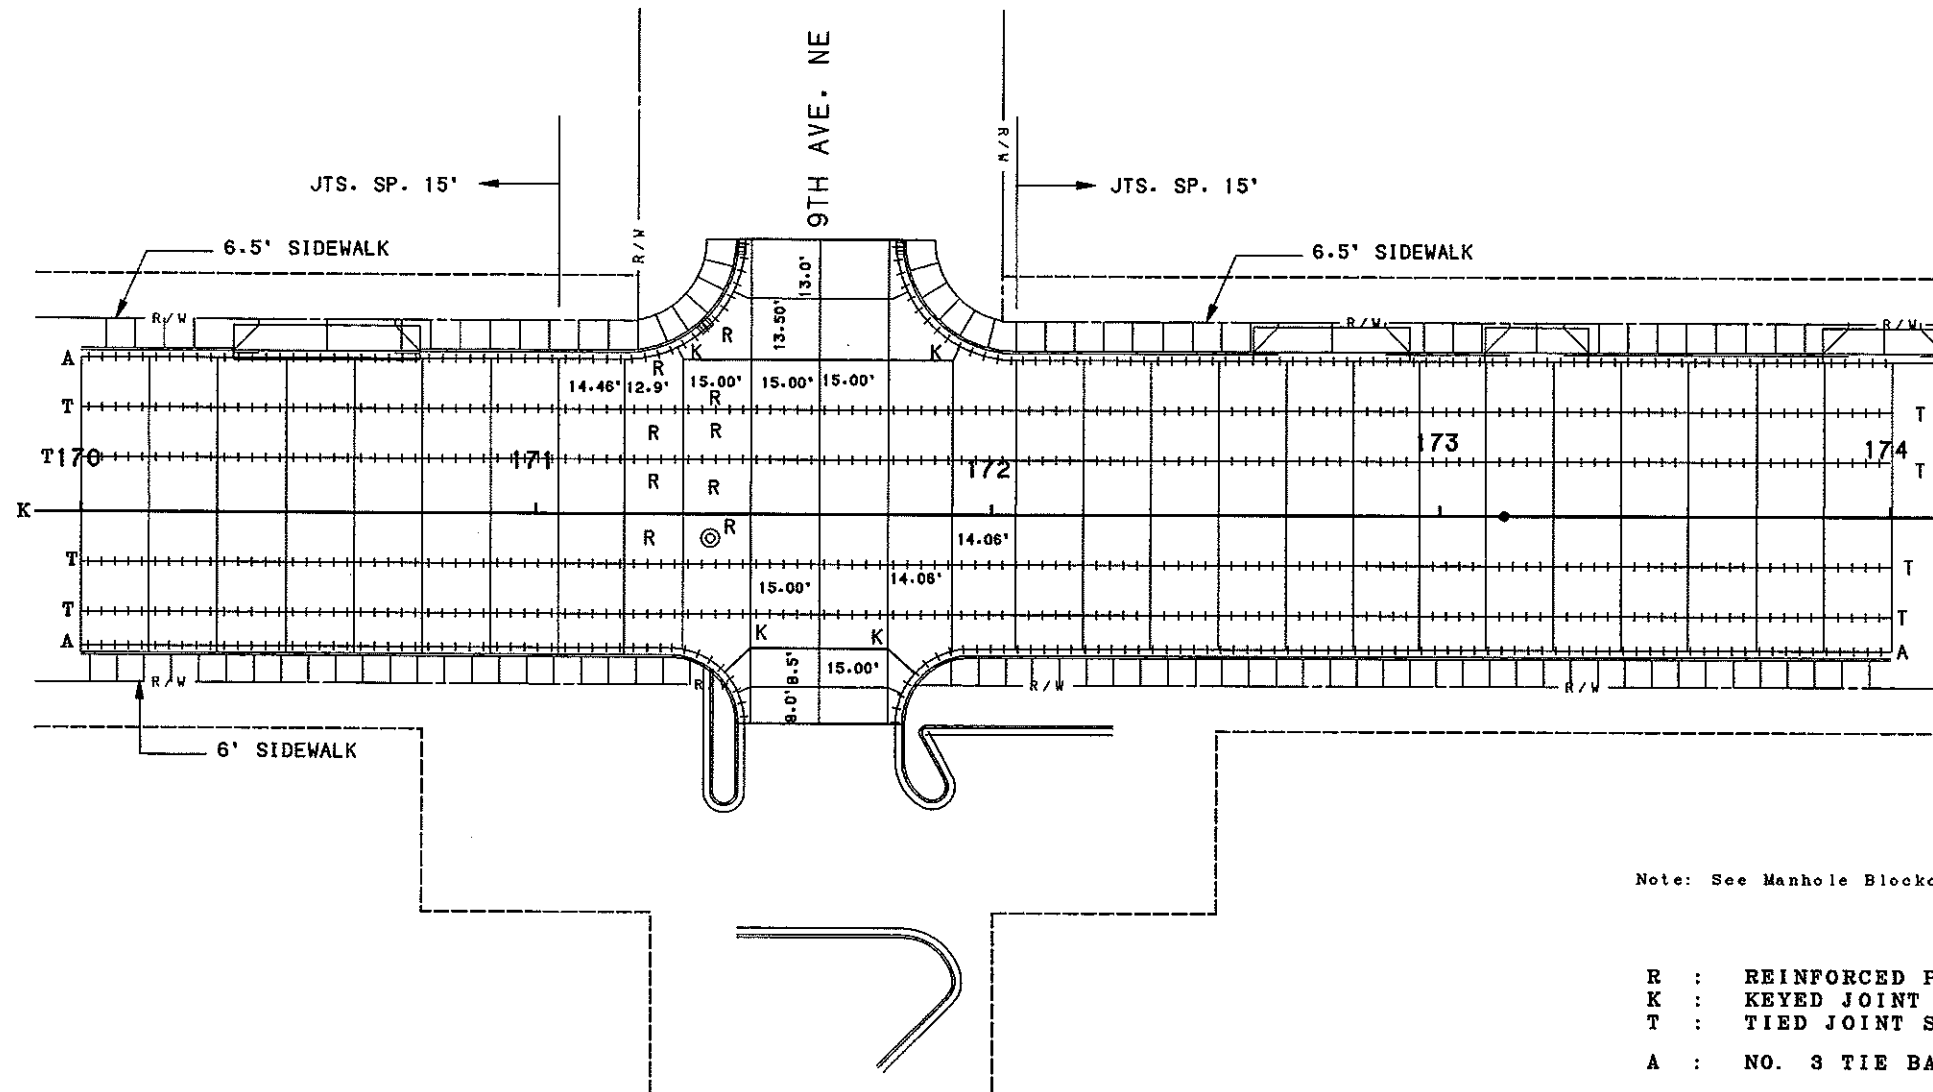 9TH AVE. NE
R/W
JTS. SP. 15'
JTS. SP. 15'
R/W
6.5' SIDEWALK
6.5' SIDEWALK
13.0'
13.50'
R/W
R/W
R/W
R
K
K
A
R
14.46'
12.9'
15.00'
15.00'
15.00'
R
T
T
R
R
173
T170
171
172
174
T
R
R
K
R
R
14.06'
T
T
14.06'
15.00'
T
T
K
K
A
A
8.5'
15.00'
R/W
R
W
R/W
R/W
8.0'
6' SIDEWALK
Note: See Manhole
R : REINFORCED
K : KEYED JOINT
T : TIED JOINT
A : NO. 3 TIE